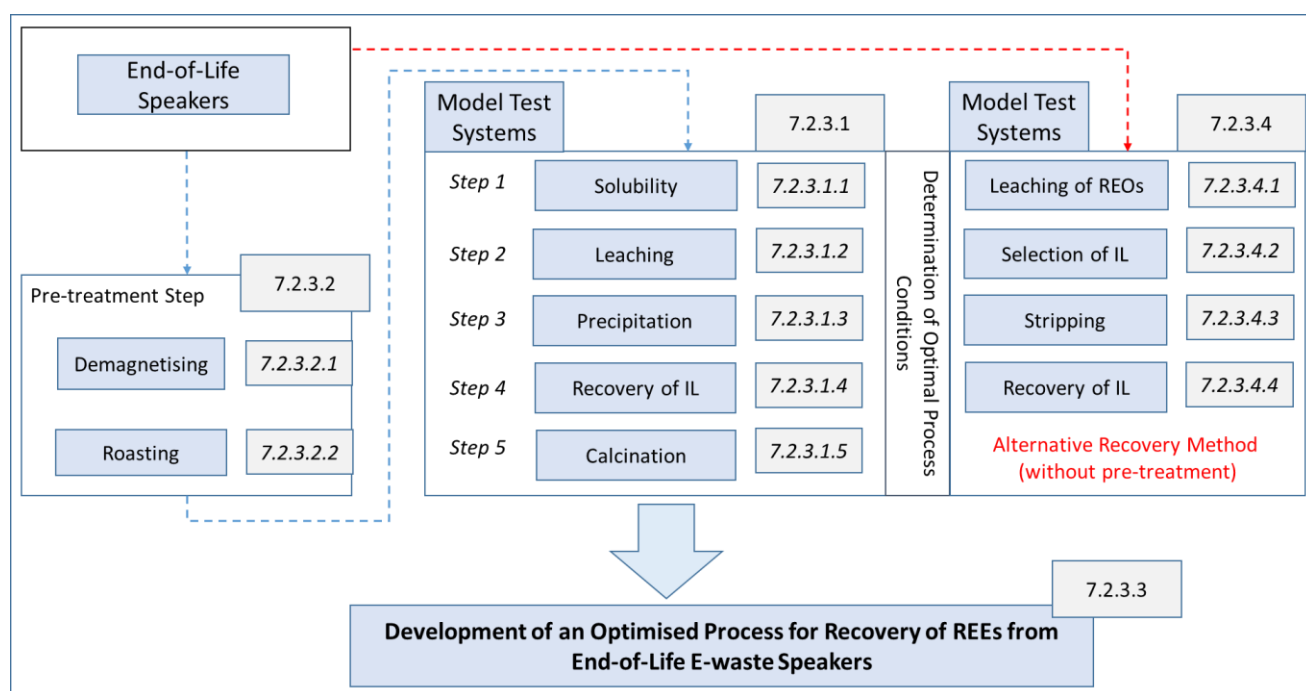 End-of-Life
Speakers
Pre-treatment Step
7.2.3.2
Demagnetising
7.2.3.2.1
Roasting
7.2.3.2.2
Model Test
Systems
7.2.3.1
Step 1
Solubility
7.2.3.1.1
Step 2
Leaching
7.2.3.1.2
Step 3
Precipitation
7.2.3.1.3
Step 4
Recovery of IL
7.2.3.1.4
Step 5
Calcination
7.2.3.1.5
Determination of Optimal Process
Conditions
Model Test
Systems
7.2.3.4
Leaching of REOs
7.2.3.4.1
Selection of IL
7.2.3.4.2
Stripping
7.2.3.4.3
Recovery of IL
7.2.3.4.4
Alternative Recovery Method
(without pre-treatment)
7.2.3.3
Development of an Optimised Process for Recovery of REEs from
End-of-Life E-waste Speakers